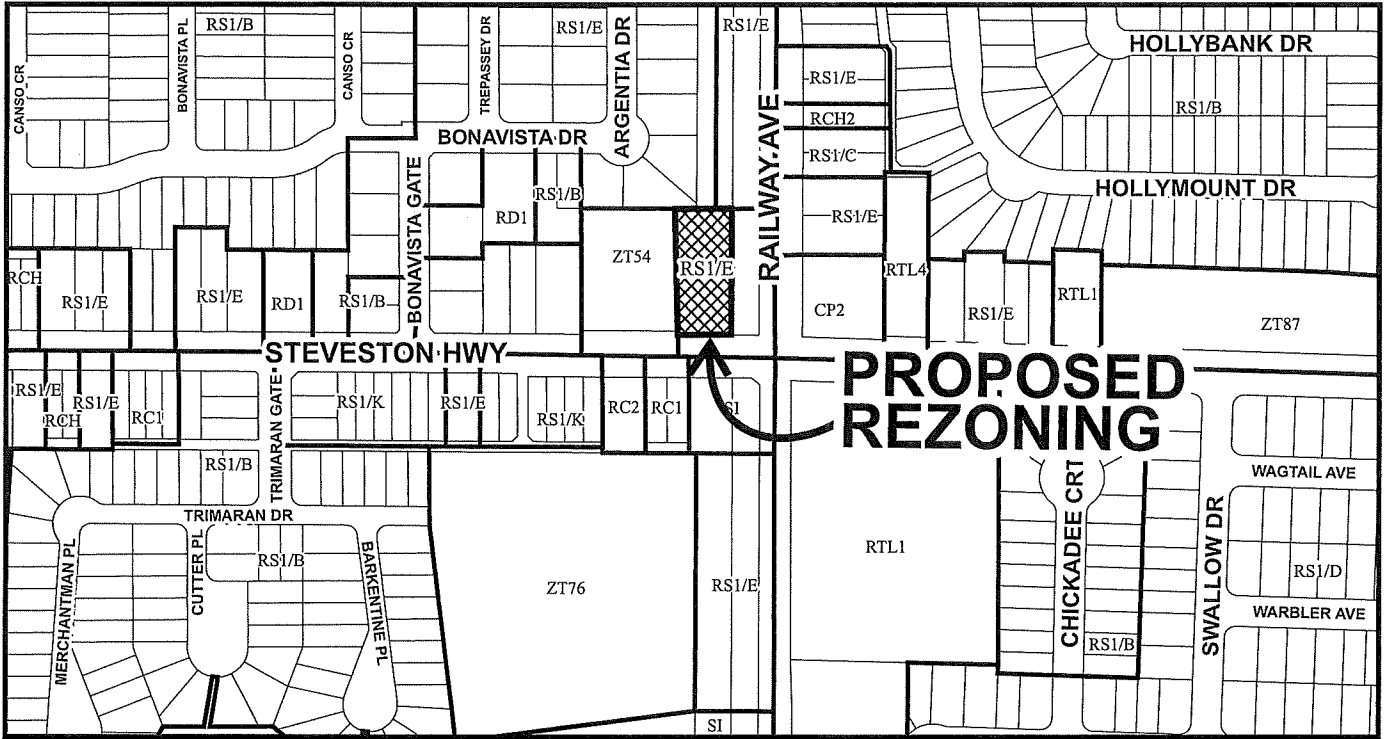 RS1/B
RS1/E
RS1/E
HOLLYBANK DR
CANSO CR
BONAVISTA PL
CANSO CR
TREPASSEY DR
ARGENTIA DR
RAILWAY AVE
RS1/E
RS1/B
RCH2
BONAVISTA DR
RS1/C
HOLLYMOUNT DR
BONAVISTA GATE
RS1/B
RD1
RS1/E
ZT54
RS1/E
RTL4
RCH
RS1/E
RS1/E
RD1
RS1/B
CP2
RS1/E
RTL1
ZT87
STEVESTON HWY
PROPOSED
REZONING
RS1/E
RCH
RS1/E
RC1
TRIMARAN GATE
RS1/K
RS1/E
RS1/K
RC2
RC1
SI
RS1/B
TRIMARAN DR
WAGTAIL AVE
MERCHANTMAN PL
CUTTER PL
RS1/B
BARKENTINE PL
ZT76
RS1/E
RTL1
CHICKADEE CRT
RS1/B
SWALLOW DR
RS1/D
WARBLER AVE
SI